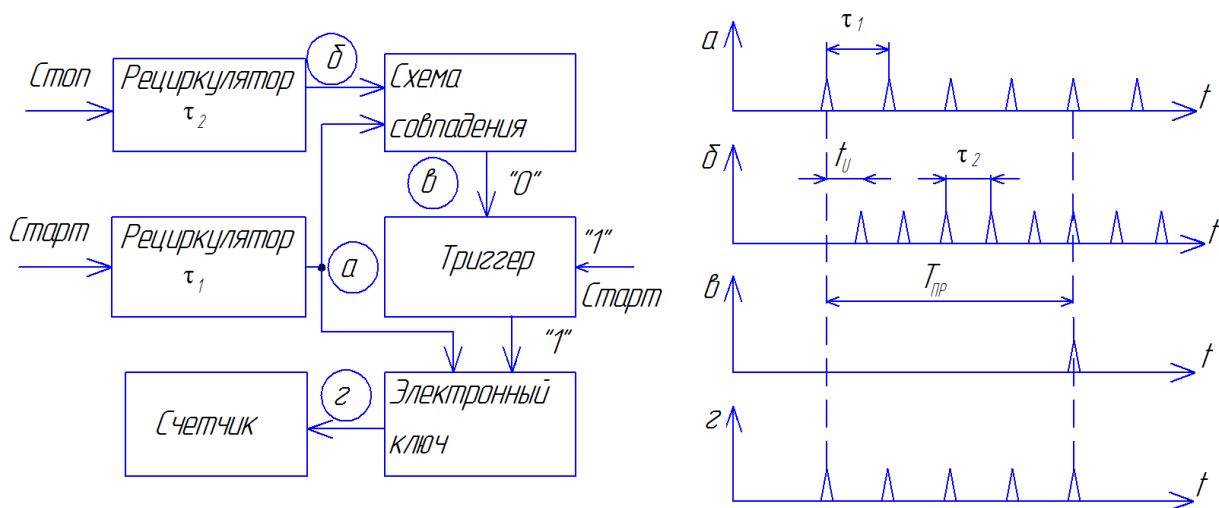 Стоп
Рециркулятор
τ2
б
Схема
совпадения
в
"0"
Старт
Рециркулятор
τ1
а
Триггер
"1"
Старт
"1"
Счетчик
г
Электронный
ключ
а
τ1
t
б
tU
τ2
t
в
TПР
t
г
t